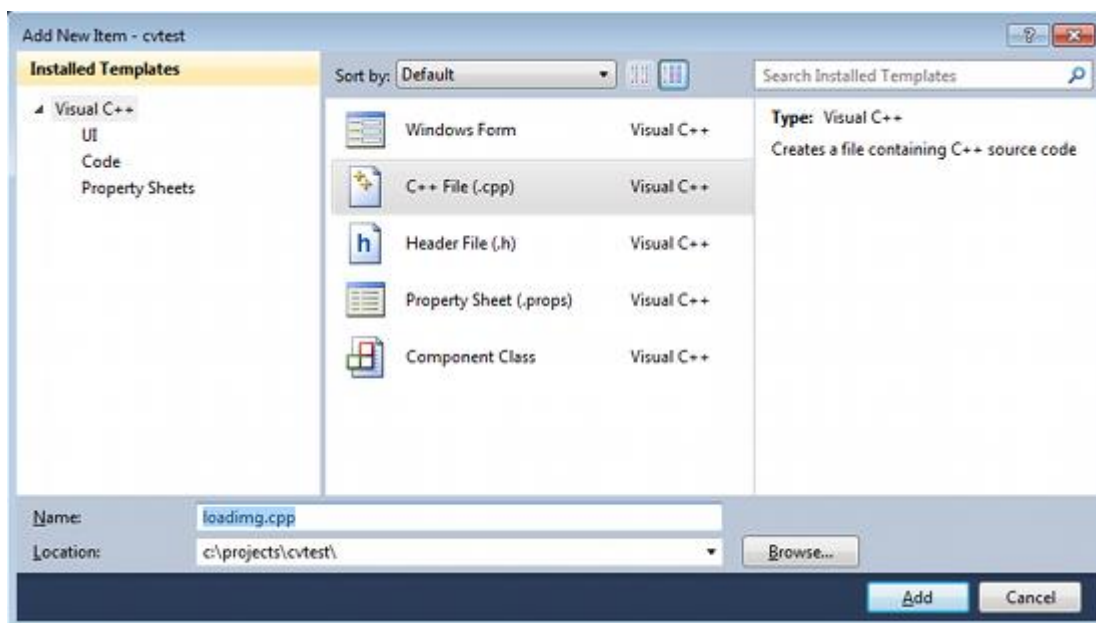 Add New Item - cvtest
Installed Templates
Visual C++
UI
Code
Property Sheets
Sort by: Default
Search Installed Templates
Windows Form Visual C++
C++ File (.cpp) Visual C++
Header File (.h) Visual C++
Property Sheet (.props) Visual C++
Component Class Visual C++
Type: Visual C++
Creates a file containing C++ source code
Name: loadimg.cpp
Location: c:\projects\cvtest\
Browse...
Add Cancel